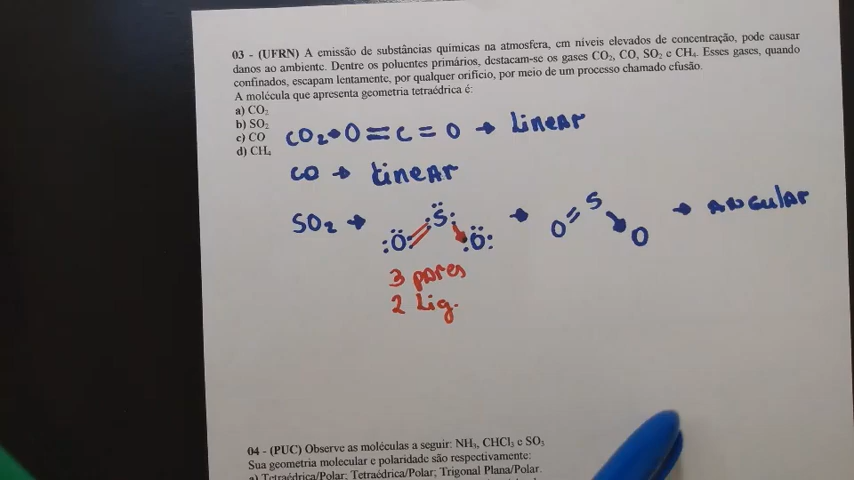 03 - (UFRN) A emissão de substâncias químicas na atmosfera, em níveis elevados de concentração, pode causar
danos ao ambiente. Dentre os poluentes primários, destacam-se os gases CO₂, CO, SO₂ e CH₄. Esses gases, quando
confinados, escapam lentamente, por qualquer orifício, por meio de um processo chamado efusão.
A molécula que apresenta geometria tetraédrica é:
a) CO₂
b) SO₂
c) CO
d) CH₄
CO₂ → O = C = O → Linear
CO → Linear
SO₂ → :Ö = :S̈: → :Ö: → O = S → O → Angular
3 pares
2 Lig.
04 - (PUC) Observe as moléculas a seguir: NH₃, CHCl₃ e SO₃
Sua geometria molecular e polaridade são respectivamente:
a) Tetraédrica/Polar; Tetraédrica/Polar; Trigonal Plana/Polar.